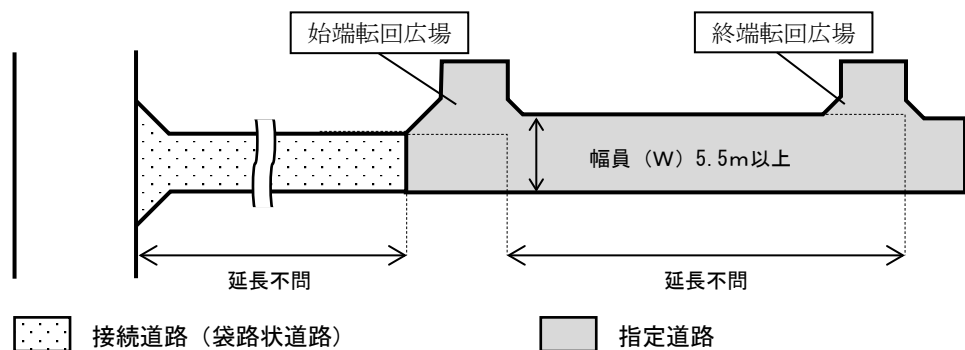 始端転回広場
終端転回広場
幅員（W）5.5m以上
延長不問
延長不問
接続道路（袋路状道路）
指定道路